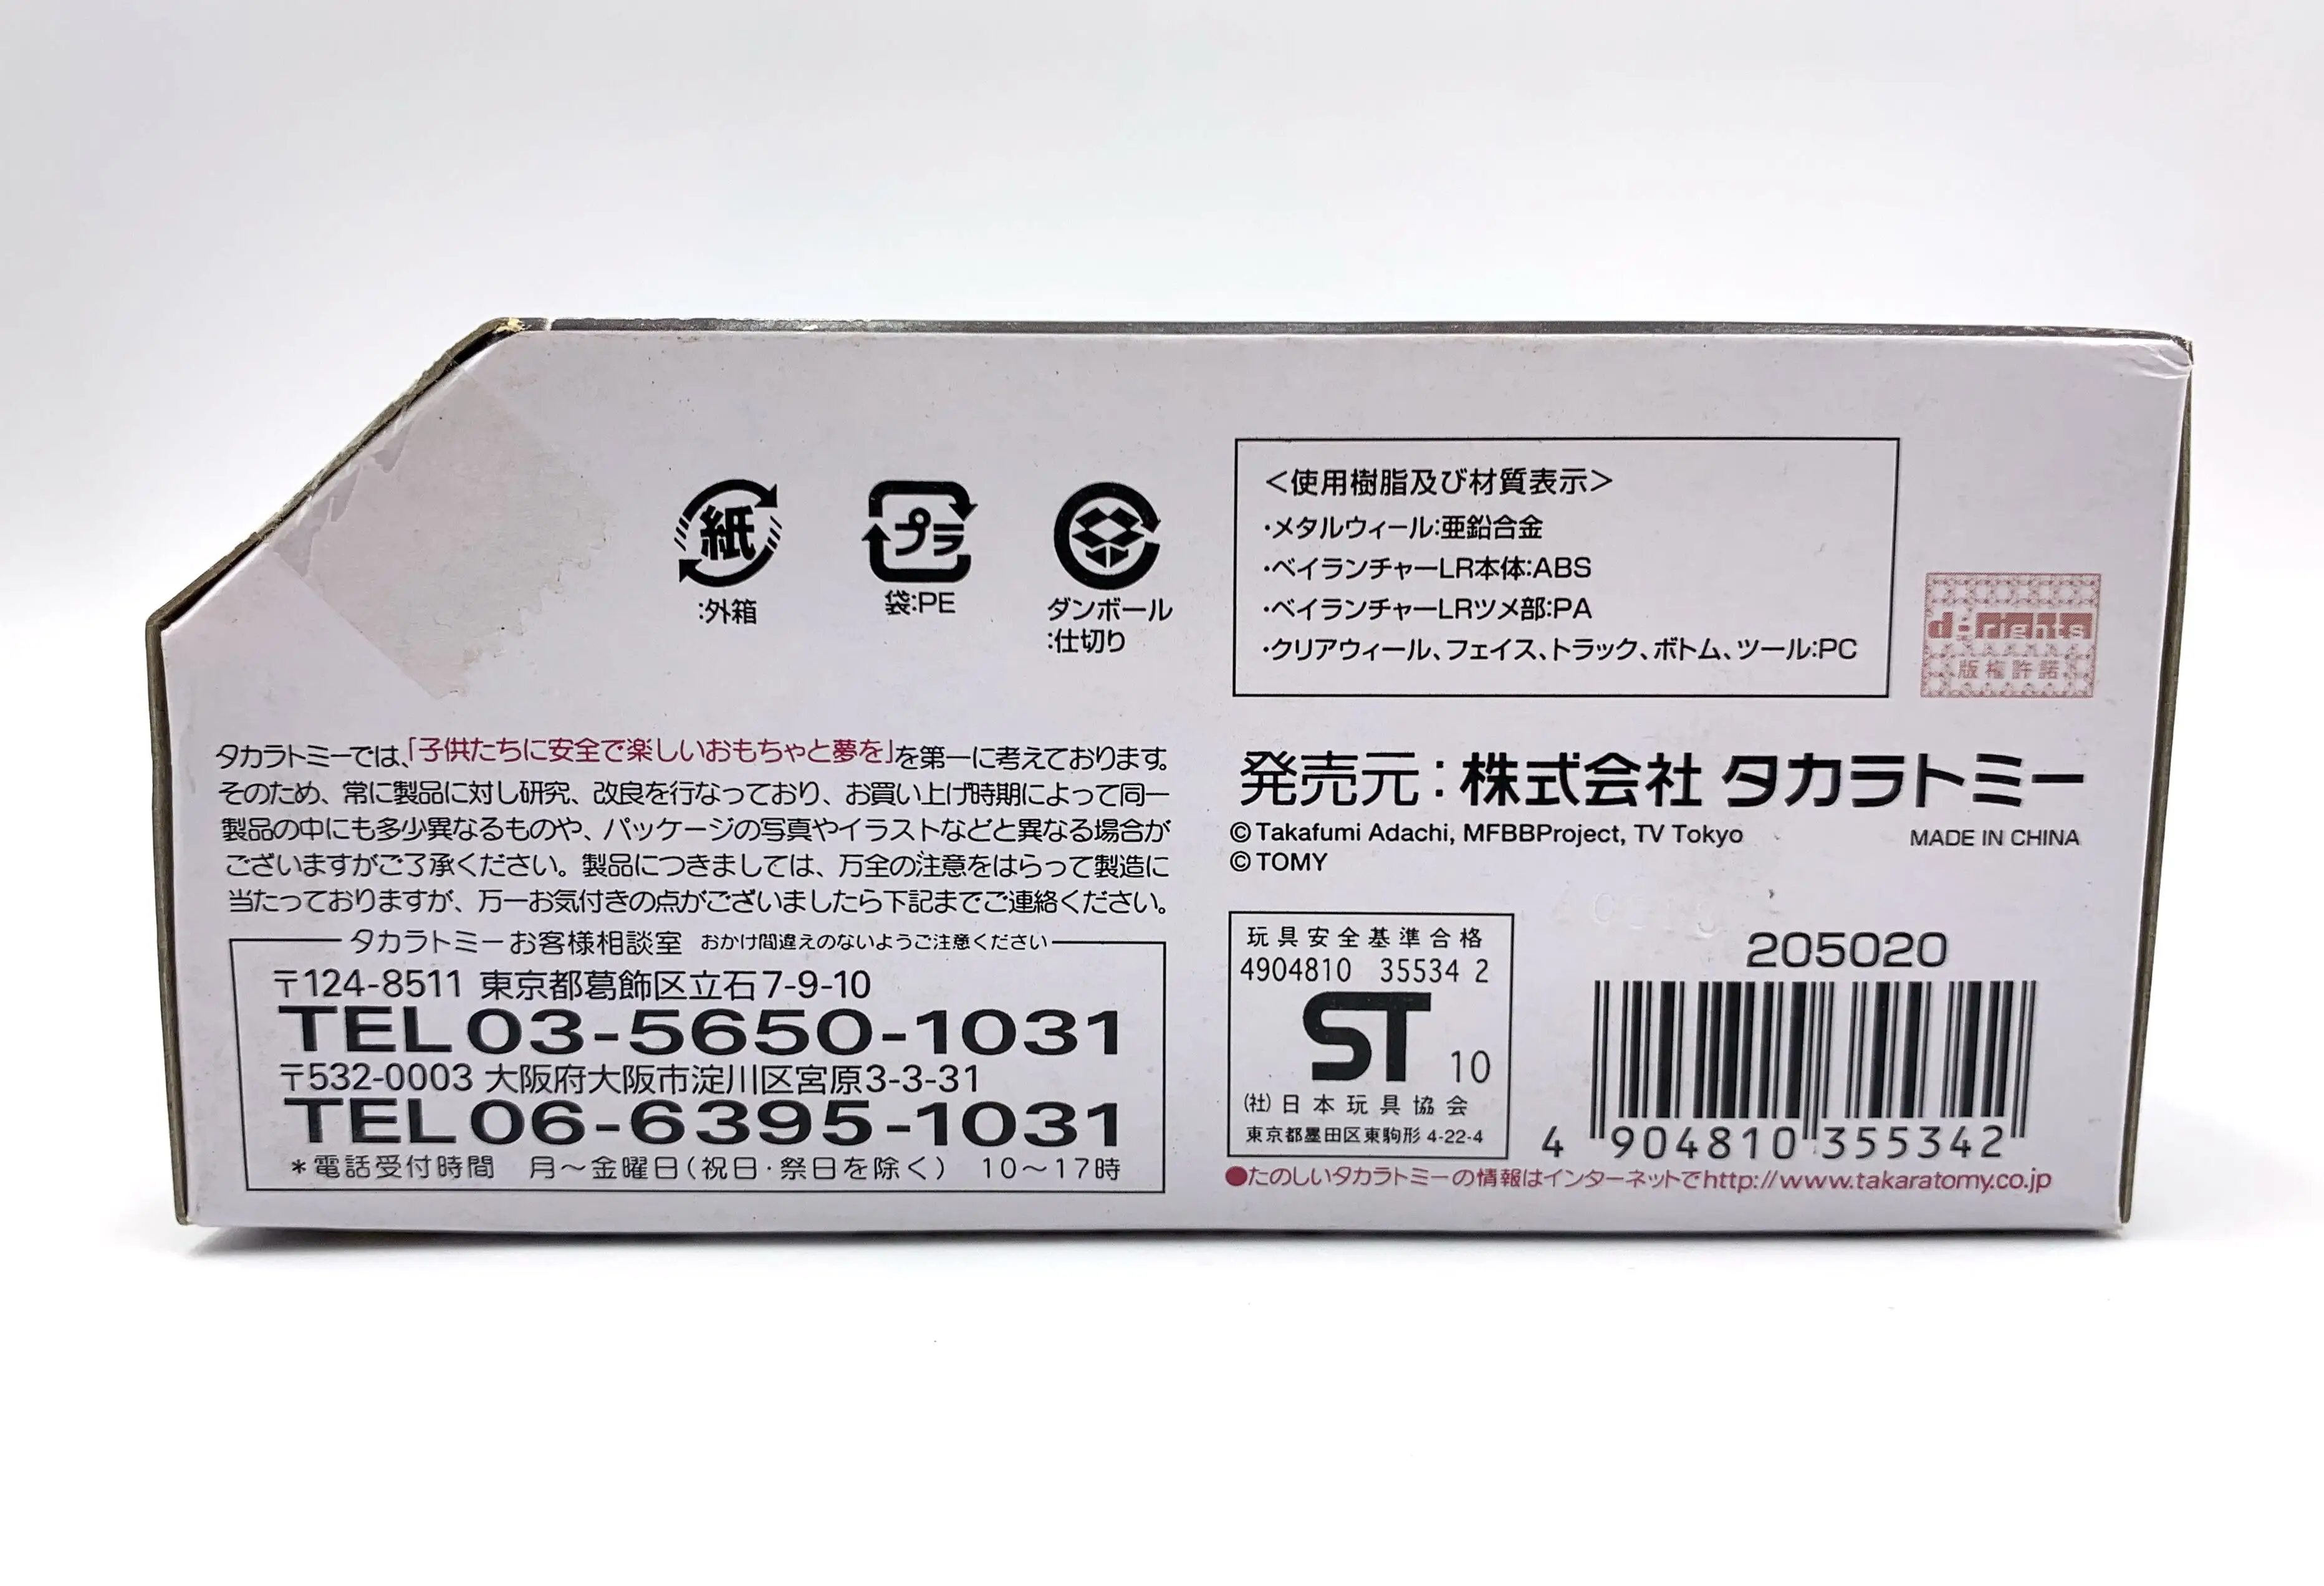 紙
:外箱
プラ
袋:PE
ダンボール
:仕切り
＜使用樹脂及び材質表示＞
・メタルウィール:亜鉛合金
・ベイランチャーLR本体:ABS
・ベイランチャーLRツメ部:PA
・クリアウィール、フェイス、トラック、ボトム、ツール:PC
d-rights
版権許諾
タカラトミーでは、「子供たちに安全で楽しいおもちゃと夢を」を第一に考えております。
そのため、常に製品に対し研究、改良を行なっており、お買い上げ時期によって同一
製品の中にも多少異なるものや、パッケージの写真やイラストなどと異なる場合が
ございますがご了承ください。製品につきましては、万全の注意をはらって製造に
当たっておりますが、万一お気付きの点がございましたら下記までご連絡ください。
タカラトミーお客様相談室 おかけ間違えのないようご注意ください
〒124-8511 東京都葛飾区立石7-9-10
TEL03-5650-1031
〒532-0003 大阪府大阪市淀川区宮原3-3-31
TEL06-6395-1031
＊電話受付時間 月～金曜日(祝日・祭日を除く) 10～17時
発売元:株式会社 タカラトミー
©Takafumi Adachi, MFBBProject, TV Tokyo
MADE IN CHINA
©TOMY
玩具安全基準合格
4904810 35534 2
ST 10
(社)日本玩具協会
東京都墨田区東駒形 4-22-4
205020
4 904810 355342
●たのしいタカラトミーの情報はインターネットでhttp://www.takaratomy.co.jp